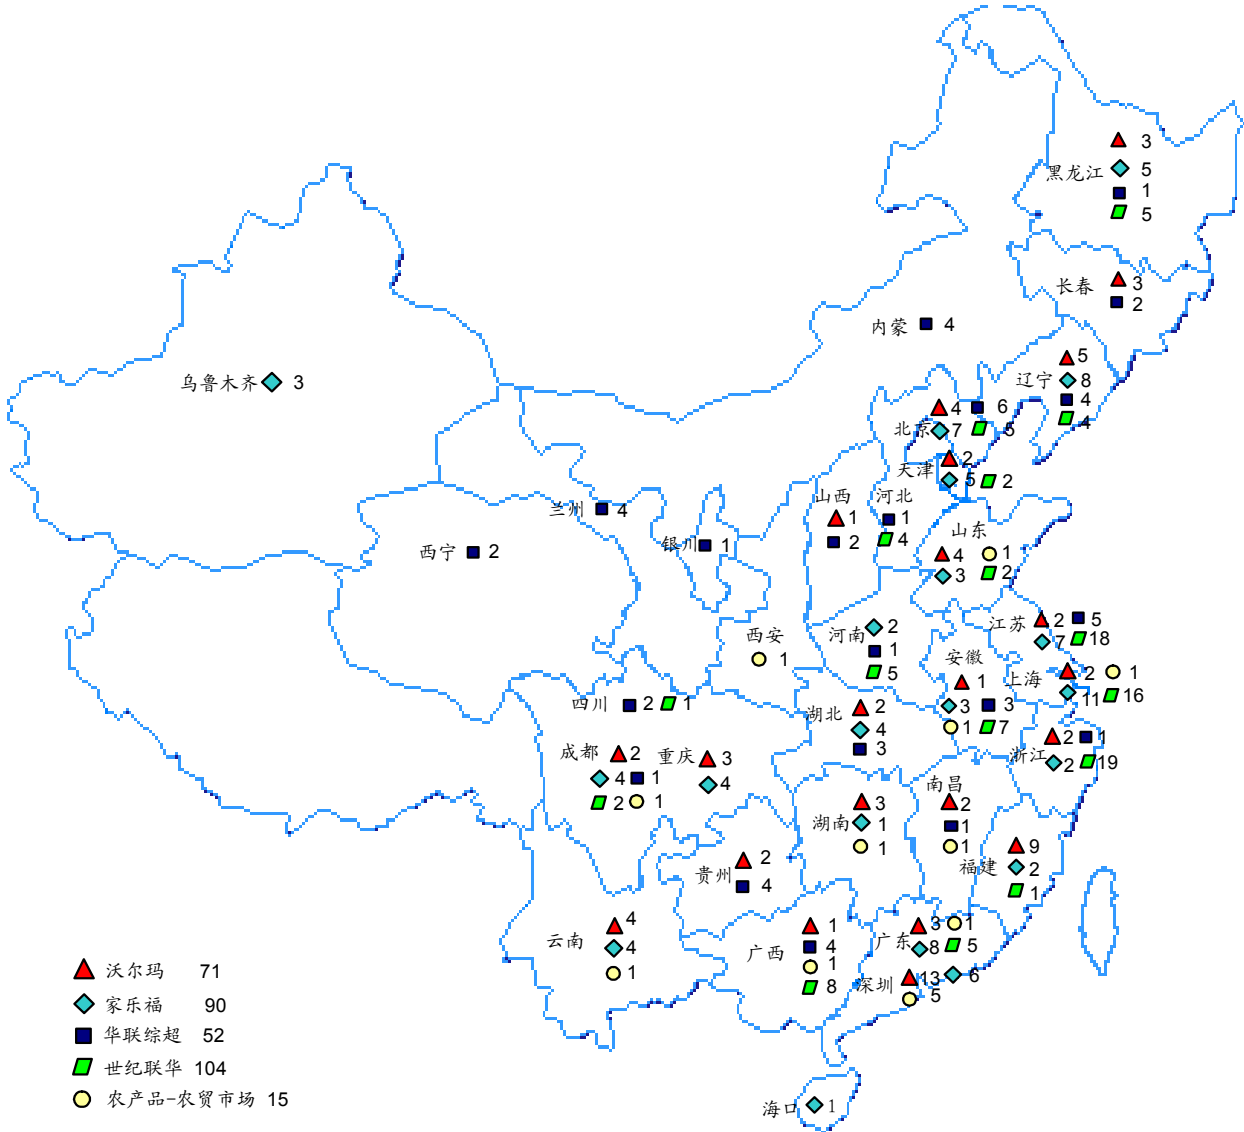 3
黑龙江 5
1
5
长春 3
2
内蒙 4
乌鲁木齐 3
5
辽宁 8
4
4
4 6
北京 7 5
天津 2
5 2
兰州 4
西宁 2
银川 1
山西 河北
1 1
2 4
山东
4 1
3 2
西安
1
河南 2
1
5
江苏 2 5
7 18
安徽
1
3 3
1 7
上海 2 1
11 16
四川 2 1
湖北 2
4
3
成都 2
4 1
2 1
重庆 3
4
2 1
浙江 2 19
南昌
2
1
1
3
湖南 1
1
9
福建 2
1
贵州 2
4
4
云南 4
1
1
广西 4
1
8
3 1
广东 8 5
深圳 13 6
5
海口 1
沃尔玛 71
家乐福 90
华联综超 52
世纪联华 104
农产品-农贸市场 15